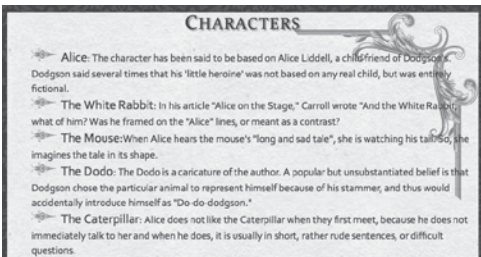 CHARACTERS
Alice: The character has been said to be based on Alice Liddell, a child friend of Dodgson's.
Dodgson said several times that his 'little heroine' was not based on any real child, but was entirely
fictional.
The White Rabbit: In his article "Alice on the Stage," Carroll wrote "And the White Rabbit,
what of him? Was he framed on the "Alice" lines, or meant as a contrast?
The Mouse:When Alice hears the mouse's "long and sad tale", she is watching his tail. So, she
imagines the tale in its shape.
The Dodo: The Dodo is a caricature of the author. A popular but unsubstantiated belief is that
Dodgson chose the particular animal to represent himself because of his stammer, and thus would
accidentally introduce himself as "Do-do-dodgson."
The Caterpillar: Alice does not like the Caterpillar when they first meet, because he does not
immediately talk to her and when he does, it is usually in short, rather rude sentences, or difficult
questions.